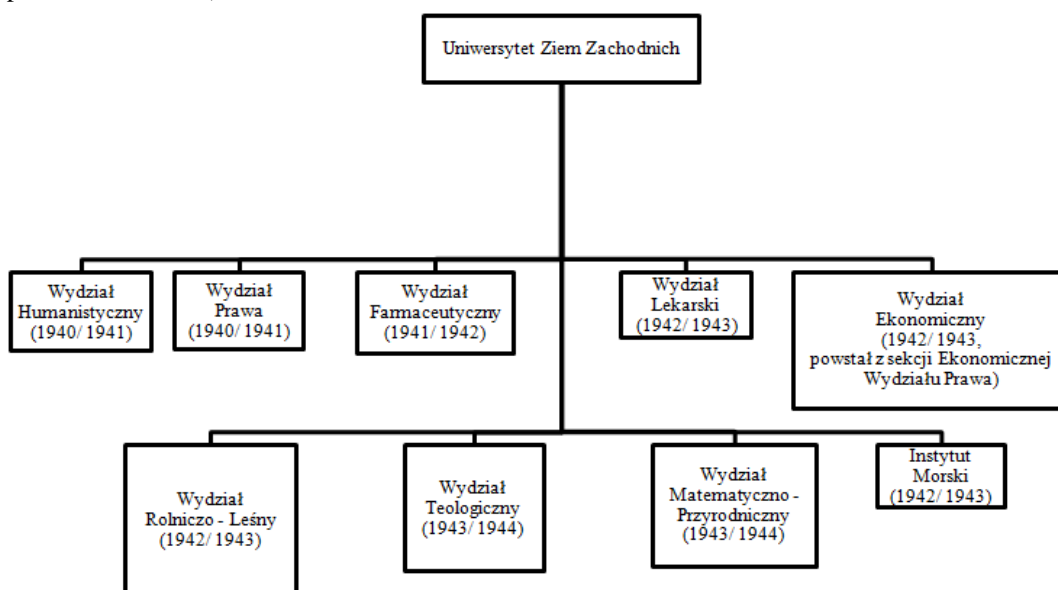 Uniwersytet Ziem Zachodnich
Wydział
Humanistyczny
(1940/ 1941)
Wydział
Prawa
(1940/ 1941)
Wydział
Farmaceutyczny
(1941/ 1942)
Wydział
Lekarski
(1942/ 1943)
Wydział
Ekonomiczny
(1942/ 1943,
powstał z sekcji Ekonomicznej
Wydziału Prawa)
Wydział
Rolniczo - Leśny
(1942/ 1943)
Wydział
Teologiczny
(1943/ 1944)
Wydział
Matematyczno -
Przyrodniczny
(1943/ 1944)
Instytut
Morski
(1942/ 1943)